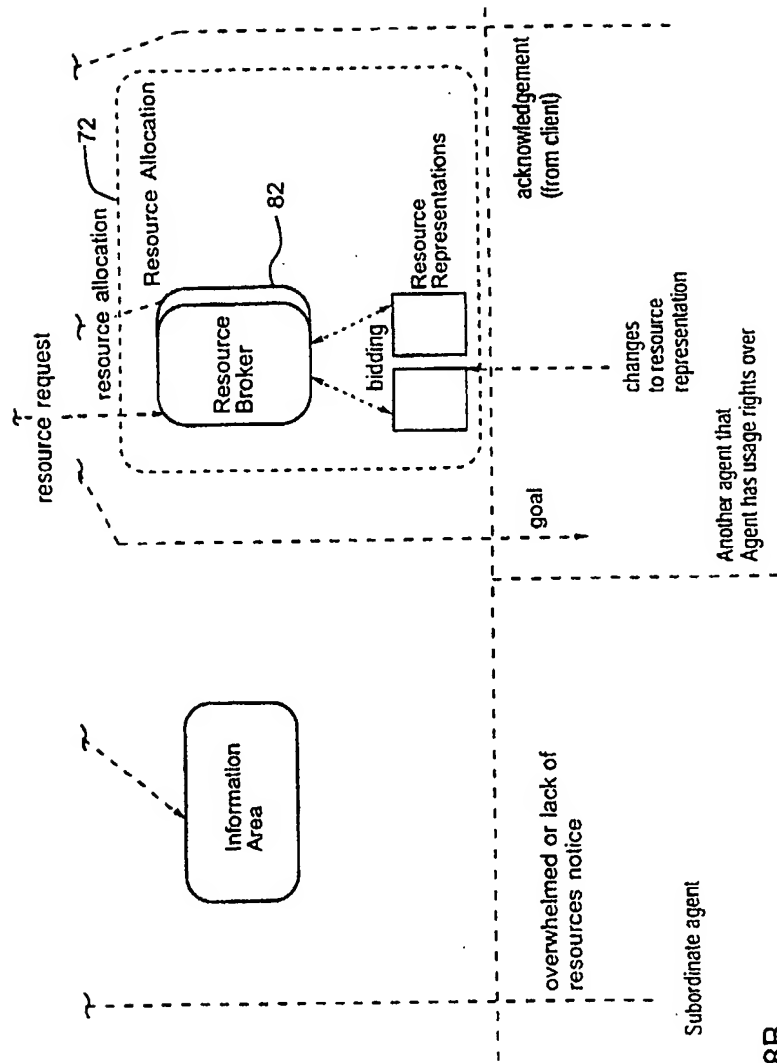 resource request
resource allocation
72
Resource Allocation
82
Resource
Broker
bidding
Resource
Representations
Information
Area
goal
changes
to resource
representation
acknowledgement
(from client)
overwhelmed or lack of
resources notice
Subordinate agent
Another agent that
Agent has usage rights over